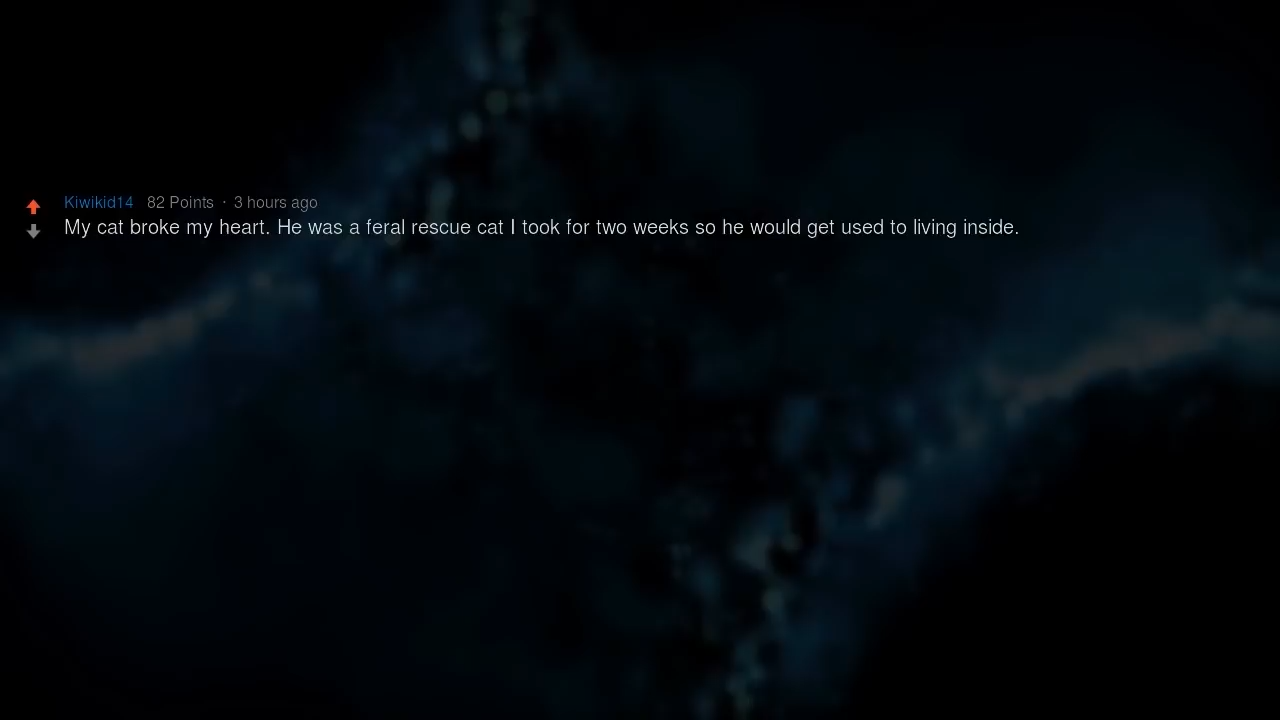 Kiwikid14 82 Points · 3 hours ago
My cat broke my heart. He was a feral rescue cat I took for two weeks so he would get used to living inside.